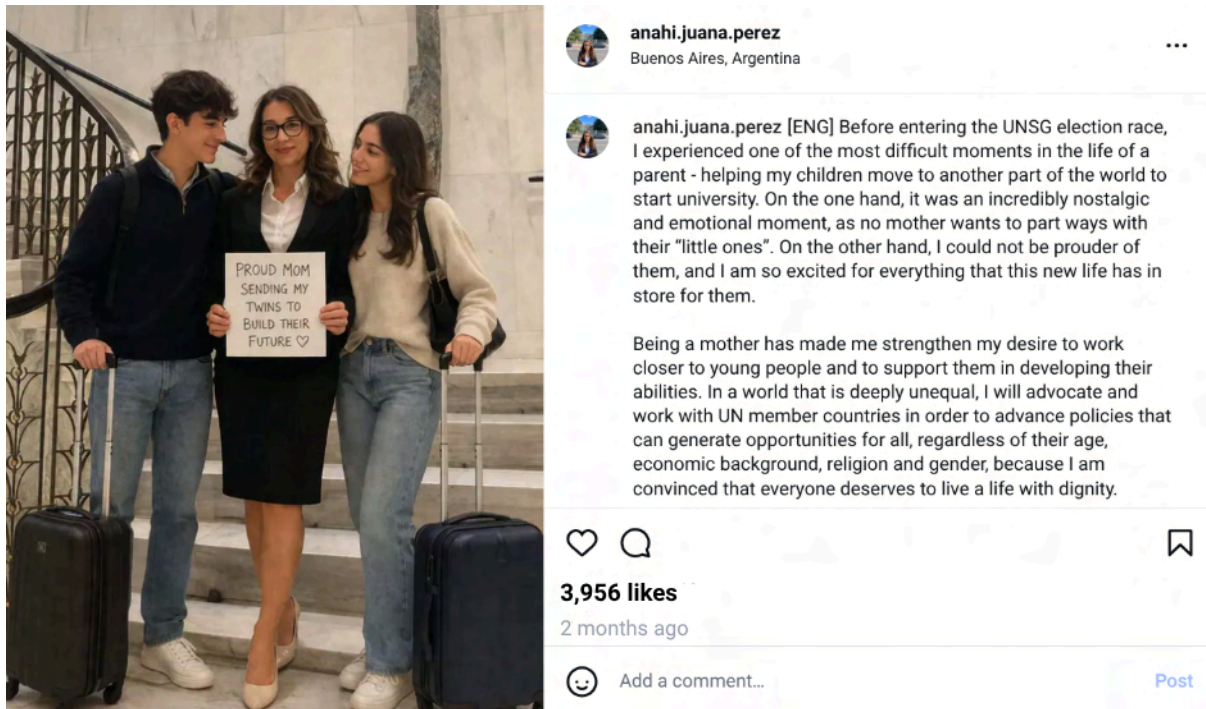 PROUD MOM
SENDING MY
TWINS TO
BUILD THEIR
FUTURE ♡
anahi.juana.perez
Buenos Aires, Argentina
anahi.juana.perez [ENG] Before entering the UNSG election race,
I experienced one of the most difficult moments in the life of a
parent - helping my children move to another part of the world to
start university. On the one hand, it was an incredibly nostalgic
and emotional moment, as no mother wants to part ways with
their “little ones”. On the other hand, I could not be prouder of
them, and I am so excited for everything that this new life has in
store for them.
Being a mother has made me strengthen my desire to work
closer to young people and to support them in developing their
abilities. In a world that is deeply unequal, I will advocate and
work with UN member countries in order to advance policies that
can generate opportunities for all, regardless of their age,
economic background, religion and gender, because I am
convinced that everyone deserves to live a life with dignity.
3,956 likes
2 months ago
Add a comment...
Post